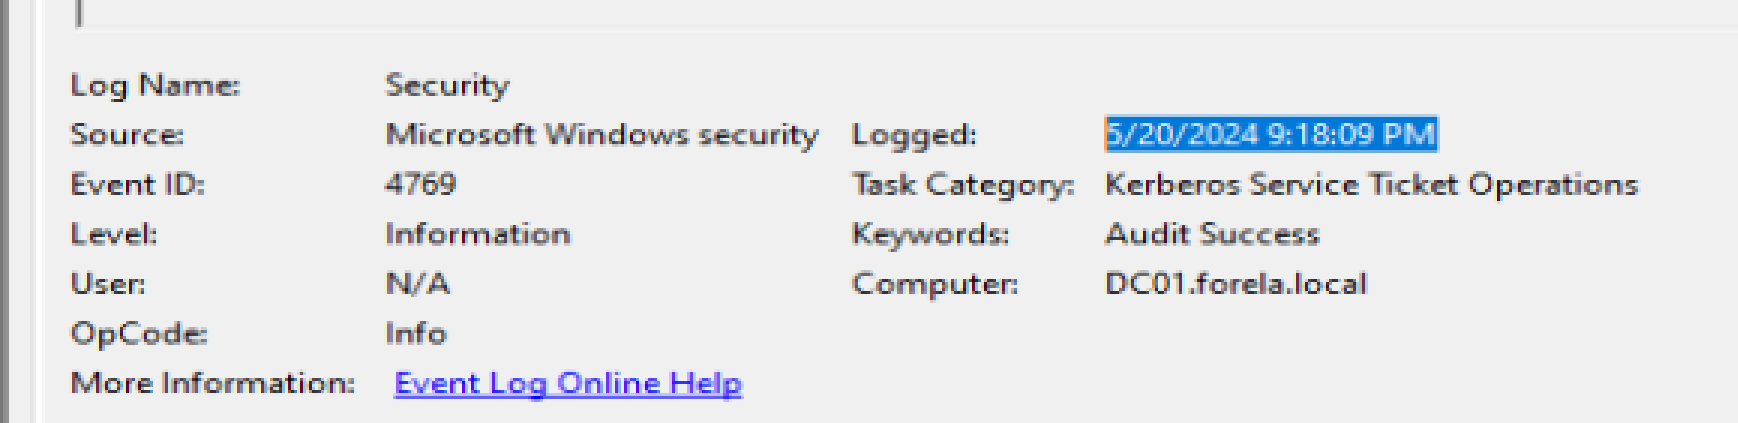 Log Name: Security
Source: Microsoft Windows security Logged: 5/20/2024 9:18:09 PM
Event ID: 4769 Task Category: Kerberos Service Ticket Operations
Level: Information Keywords: Audit Success
User: N/A Computer: DC01.forela.local
OpCode: Info
More Information: Event Log Online Help